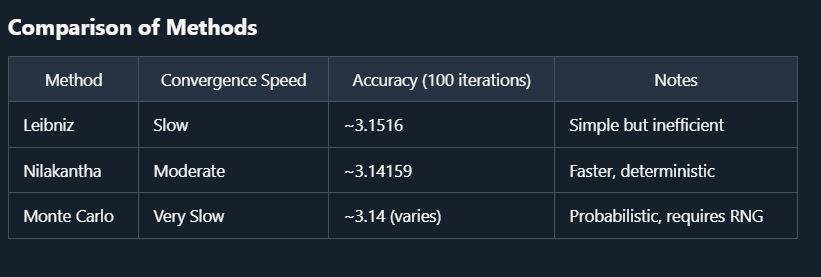 Comparison of Methods
Method Convergence Speed Accuracy (100 iterations) Notes
Leibniz Slow ~3.1516 Simple but inefficient
Nilakantha Moderate ~3.14159 Faster, deterministic
Monte Carlo Very Slow ~3.14 (varies) Probabilistic, requires RNG